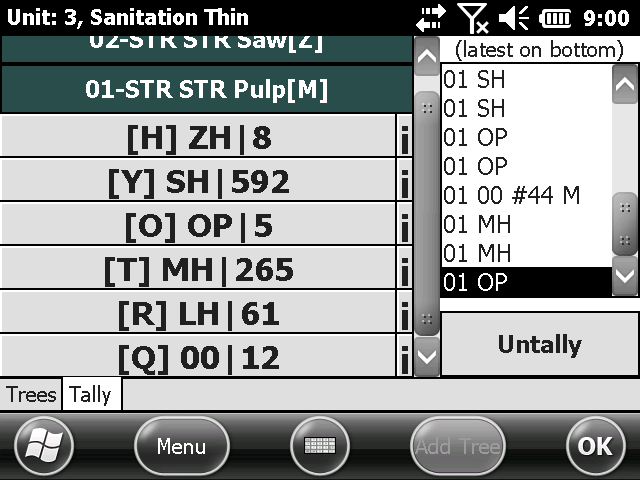 Unit: 3, Sanitation Thin 9:00
02-STR STR Saw[Z]
01-STR STR Pulp[M]
[H] ZH|8 i
[Y] SH|592 i
[O] OP|5 i
[T] MH|265 i
[R] LH|61 i
[Q] 00|12 i
(latest on bottom)
01 SH
01 SH
01 OP
01 OP
01 00 #44 M
01 MH
01 MH
01 OP
Untally
Trees Tally
Menu Add Tree OK